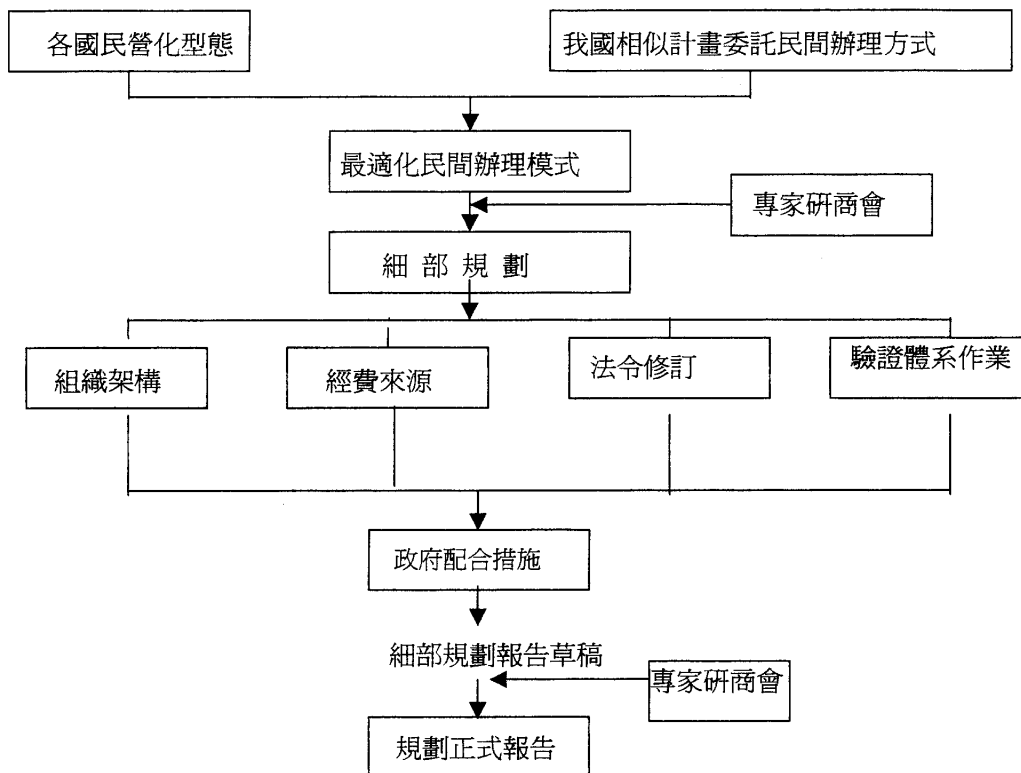 各國民營化型態
我國相似計畫委託民間辦理方式
最適化民間辦理模式
專家研商會
細 部 規 劃
組織架構
經費來源
法令修訂
驗證體系作業
政府配合措施
細部規劃報告草稿
專家研商會
規劃正式報告